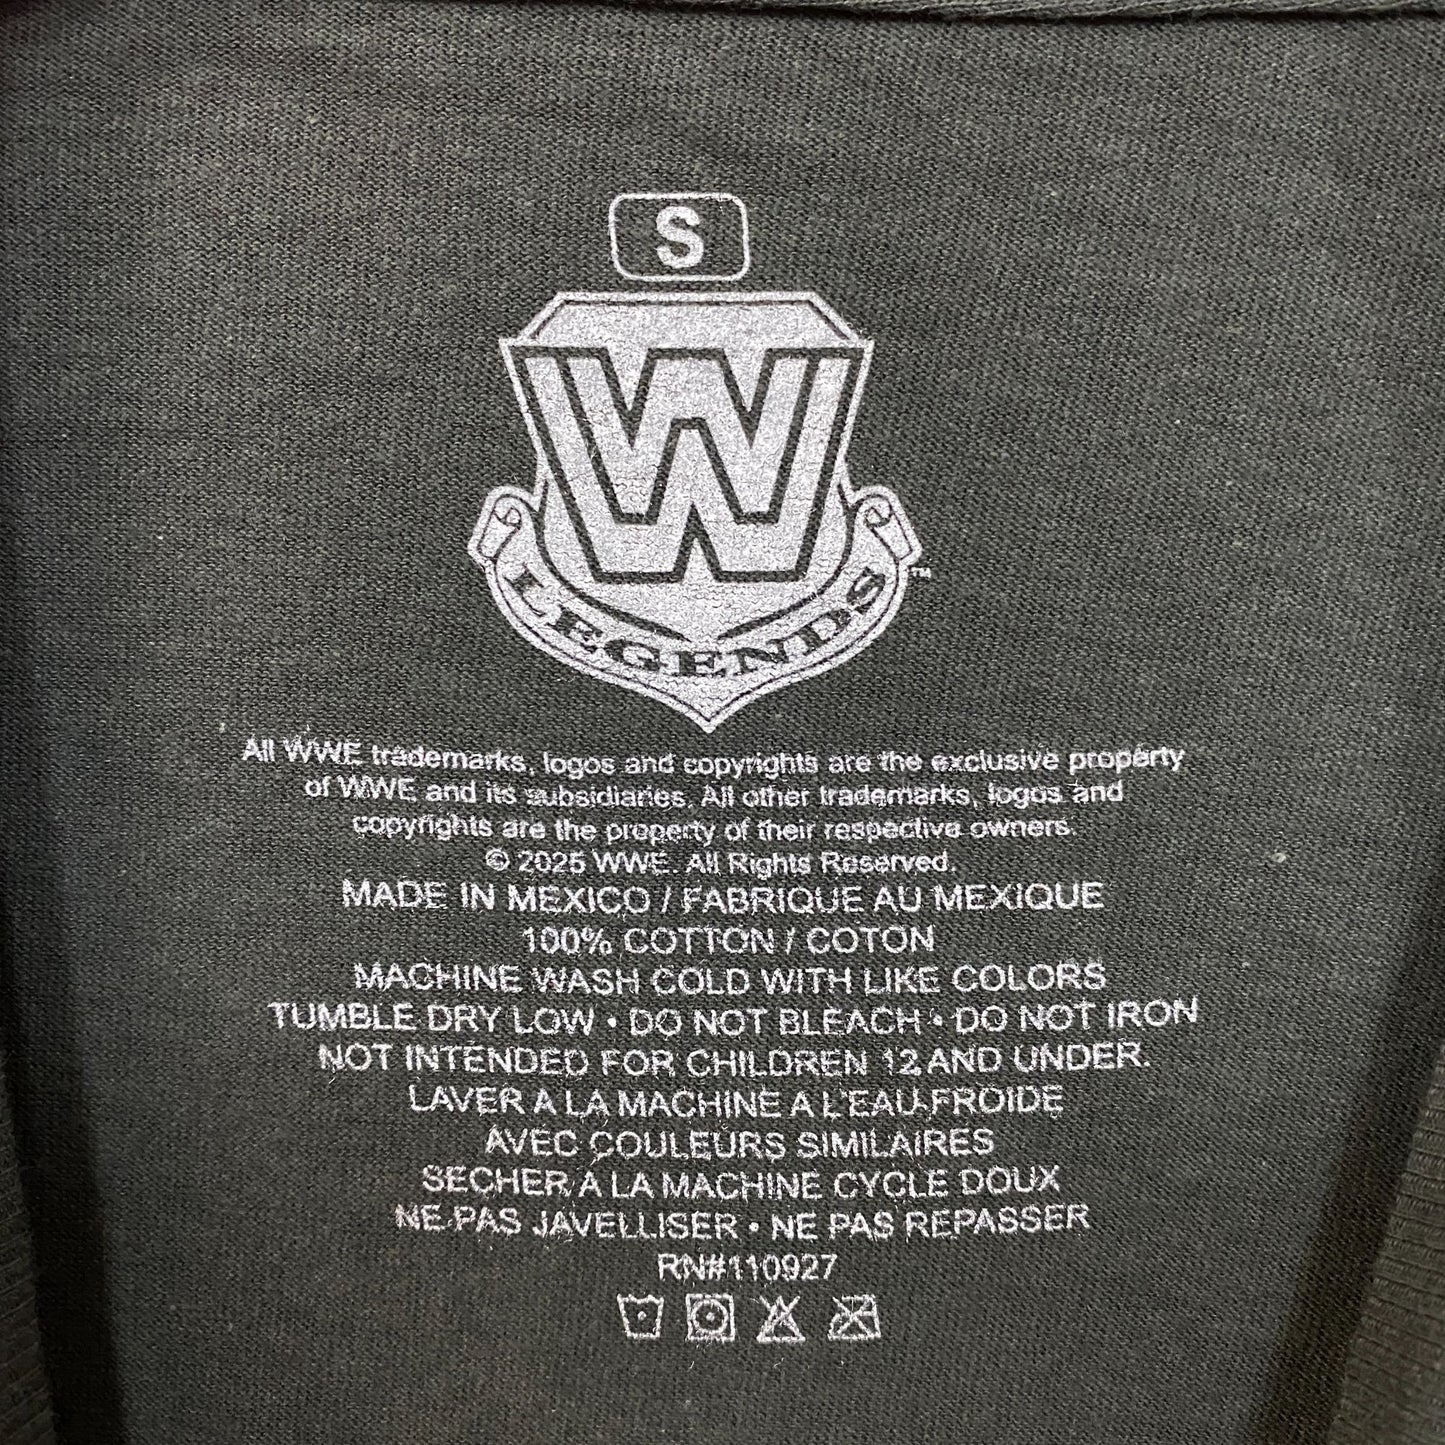 S
W
LEGENDS
™
All WWE trademarks, logos and copyrights are the exclusive property
of WWE and its subsidiaries. All other trademarks, logos and
copyrights are the property of their respective owners.
© 2025 WWE. All Rights Reserved.
MADE IN MEXICO / FABRIQUE AU MEXIQUE
100% COTTON / COTON
MACHINE WASH COLD WITH LIKE COLORS
TUMBLE DRY LOW • DO NOT BLEACH • DO NOT IRON
NOT INTENDED FOR CHILDREN 12 AND UNDER.
LAVER A LA MACHINE A L'EAU FROIDE
AVEC COULEURS SIMILAIRES
SECHER A LA MACHINE CYCLE DOUX
NE PAS JAVELLISER • NE PAS REPASSER
RN#110927